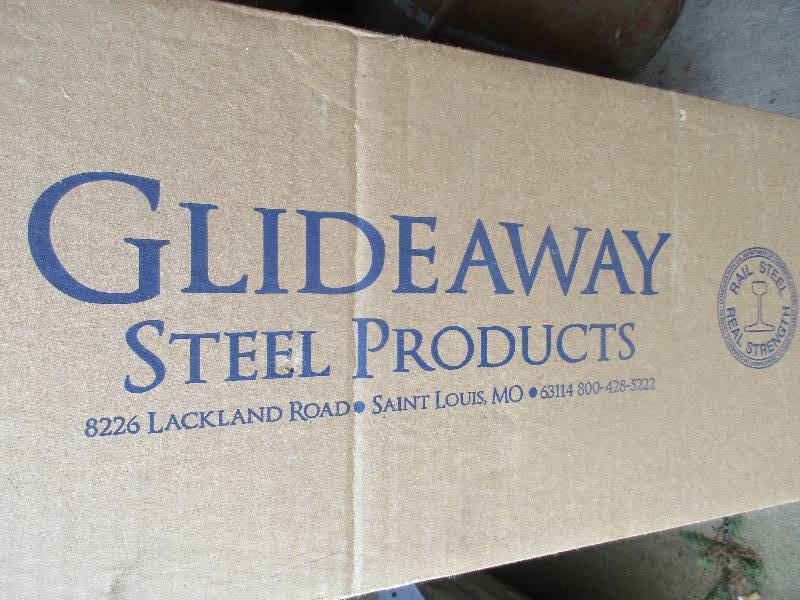 GLIDEAWAY
STEEL PRODUCTS
8226 LACKLAND ROAD • SAINT LOUIS, MO • 63114 800-428-5222
RAIL STEEL
REAL STRENGTH